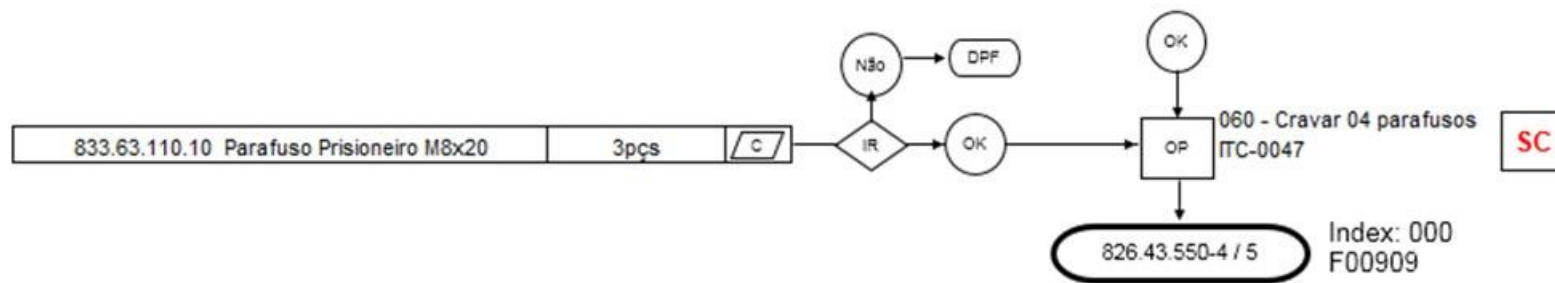 OK
Não
DPF
833.63.110.10 Parafuso Prisioneiro M8x20
3pçs
C
IR
OK
OP
060 - Cravar 04 parafusos
ITC-0047
SC
826.43.550-4 / 5
Index: 000
F00909